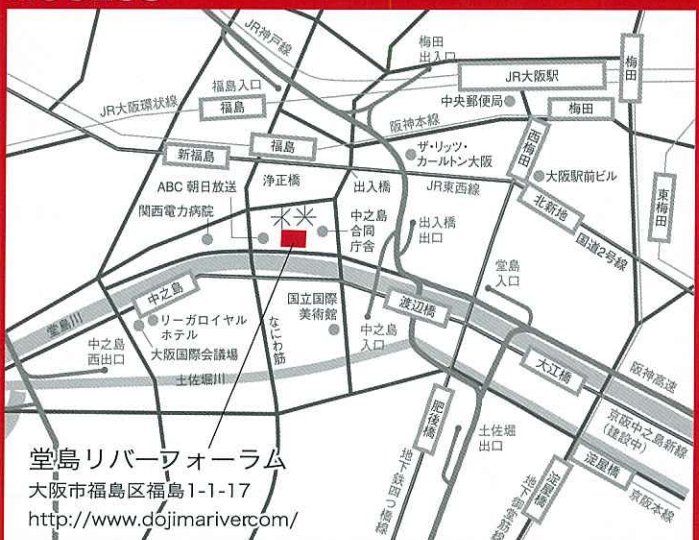 JR神戸線
梅田
出入口
JR大阪駅
梅田
福島入口
JR大阪環状線
福島
中央郵便局
梅田
阪神本線
福島
新福島
ザ・リッツ・
カールトン大阪
西梅田
大阪駅前ビル
東梅田
ABC 朝日放送
浄正橋
出入橋
JR東西線
北新地
関西電力病院
中之島
合同
庁舎
出入橋
出口
国道2号線
堂島
入口
中之島
堂島川
リーガロイヤル
ホテル
大阪国際会議場
なにわ筋
国立国際
美術館
中之島
入口
渡辺橋
大江橋
阪神高速
中之島
西出口
土佐堀川
肥後橋
土佐堀
出口
京阪中之島新線
(建設中)
淀屋橋
淀屋橋
京阪本線
地下鉄四つ橋線
地下鉄御堂筋線
堂島リバーフォーラム
大阪市福島区福島1-1-17
http://www.dojimariver.com/